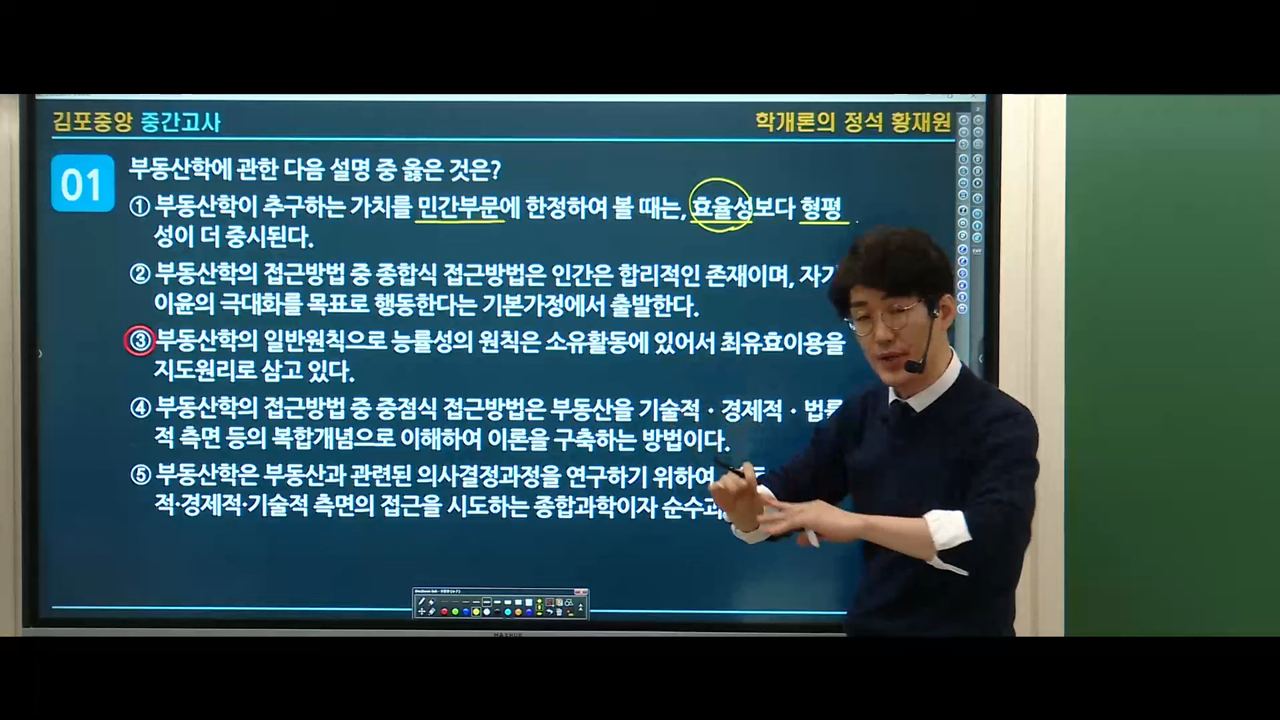 김포중앙 중간고사
학개론의 정석 황재원
01
부동산학에 관한 다음 설명 중 옳은 것은?
① 부동산학이 추구하는 가치를 민간부문에 한정하여 볼 때는, 효율성보다 형평
성이 더 중시된다.
② 부동산학의 접근방법 중 종합식 접근방법은 인간은 합리적인 존재이며, 자기
이윤의 극대화를 목표로 행동한다는 기본가정에서 출발한다.
③ 부동산학의 일반원칙으로 능률성의 원칙은 소유활동에 있어서 최유효이용을
지도원리로 삼고 있다.
④ 부동산학의 접근방법 중 중점식 접근방법은 부동산을 기술적·경제적·법률
적 측면 등의 복합개념으로 이해하여 이론을 구축하는 방법이다.
⑤ 부동산학은 부동산과 관련된 의사결정과정을 연구하기 위하여
적·경제적·기술적 측면의 접근을 시도하는 종합과학이자